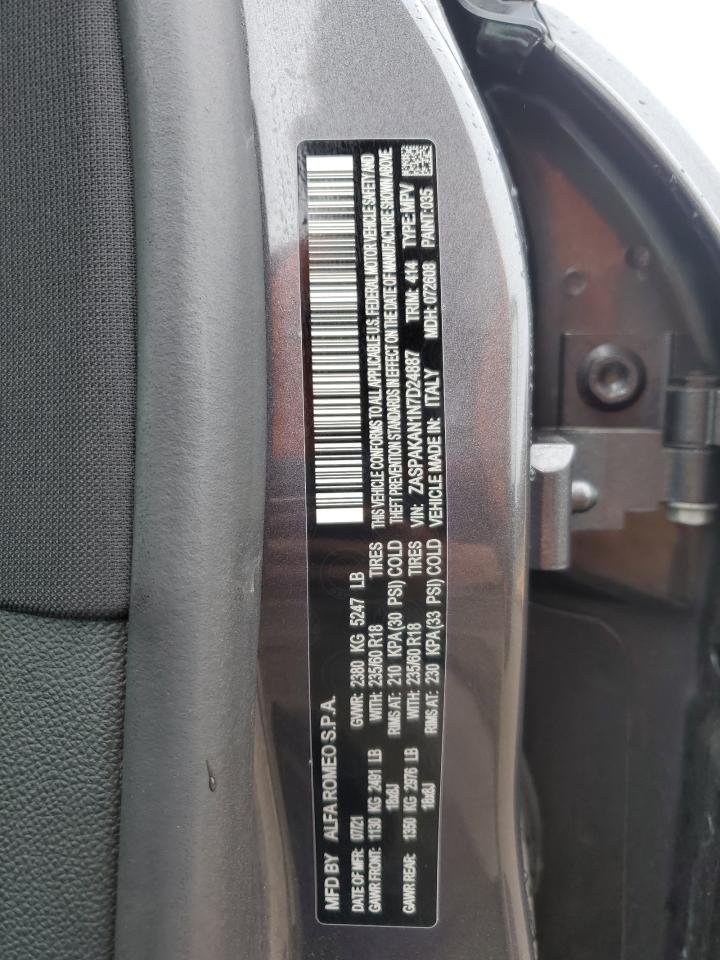 MFD BY ALFA ROMEO S.P.A.
DATE OF MFR: 07/21 GVWR: 2380 KG 5247 LB
GAWR FRONT: 1130 KG 2491 LB WITH: 235/60 R18 TIRES
18x8J RIMS AT: 210 KPA(30 PSI) COLD
GAWR REAR: 1350 KG 2976 LB WITH: 235/60 R18 TIRES
18x8J RIMS AT: 230 KPA(33 PSI) COLD
THIS VEHICLE CONFORMS TO ALL APPLICABLE U.S. FEDERAL MOTOR VEHICLE SAFETY AND
THEFT PREVENTION STANDARDS IN EFFECT ON THE DATE OF MANUFACTURE SHOWN ABOVE.
VIN: ZASPAKAN1N7D24887 TRIM: 414 TYPE: MPV
VEHICLE MADE IN: ITALY MDH: 072608 PAINT: 035